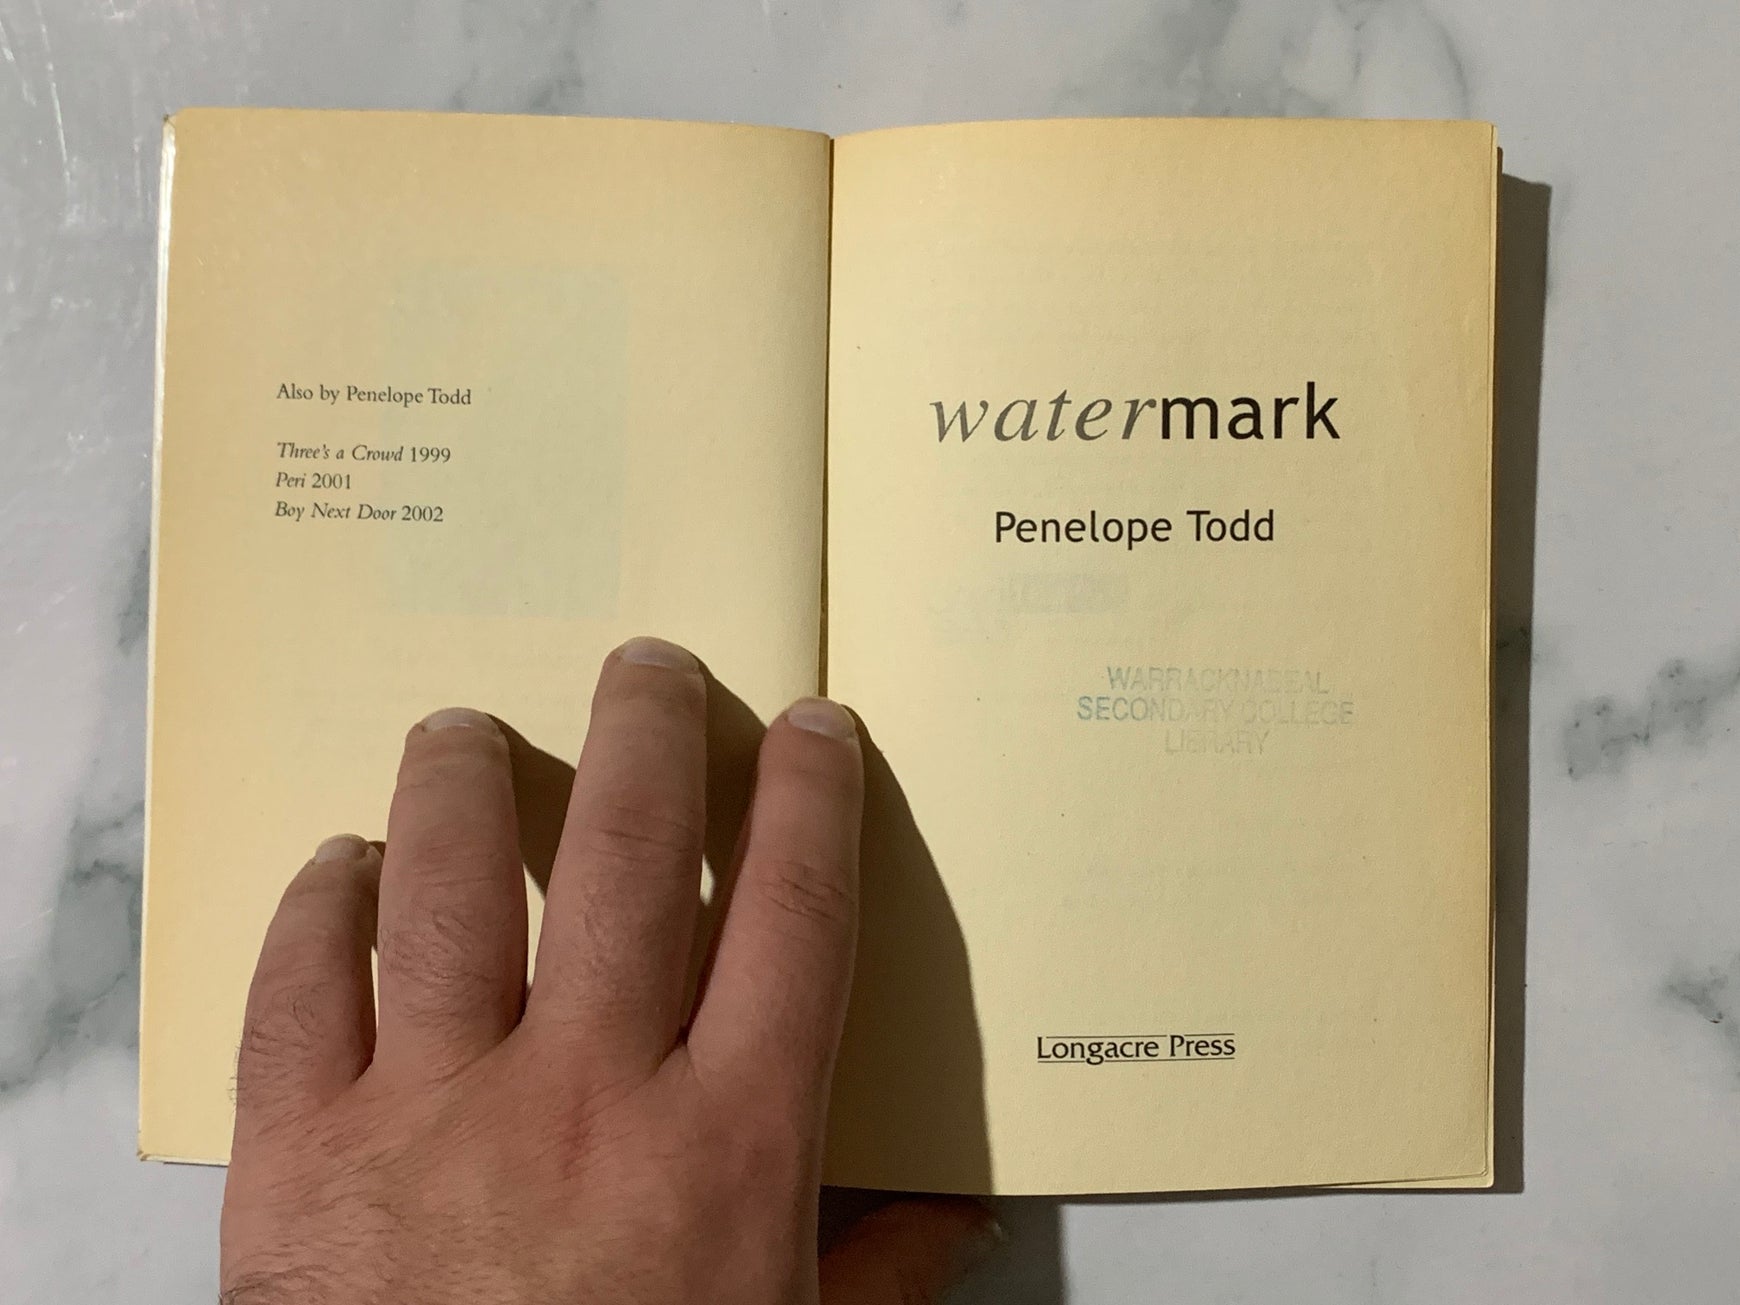 Also by Penelope Todd
Three's a Crowd 1999
Peri 2001
Boy Next Door 2002
watermark
Penelope Todd
WARRACKNABEAL
SECONDARY COLLEGE
LIBRARY
Longacre Press